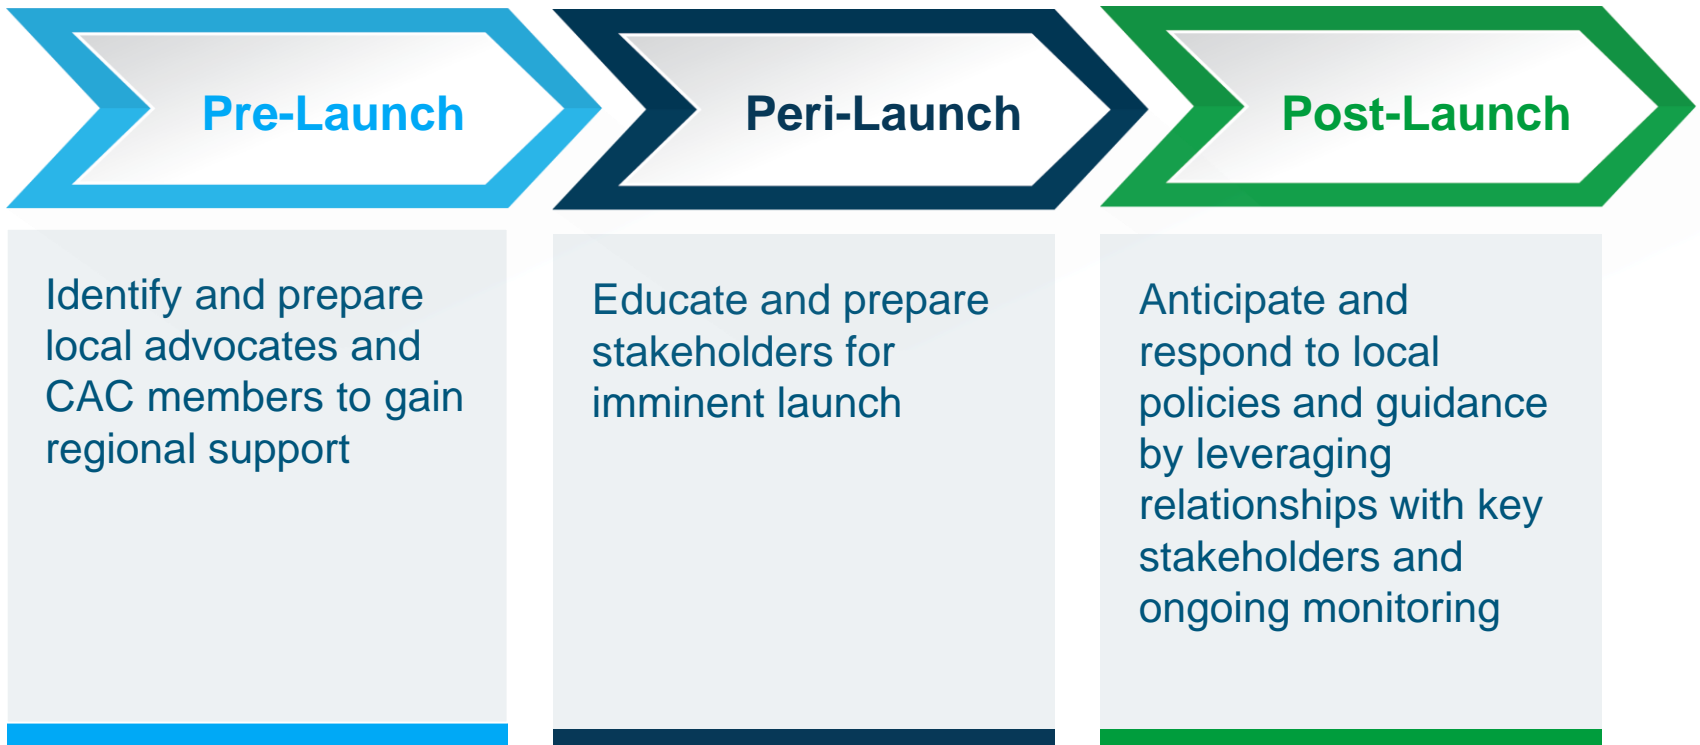 Pre-Launch
Identify and prepare
local advocates and
CAC members to gain
regional support
Peri-Launch
Educate and prepare
stakeholders for
imminent launch
Post-Launch
Anticipate and
respond to local
policies and guidance
by leveraging
relationships with key
stakeholders and
ongoing monitoring